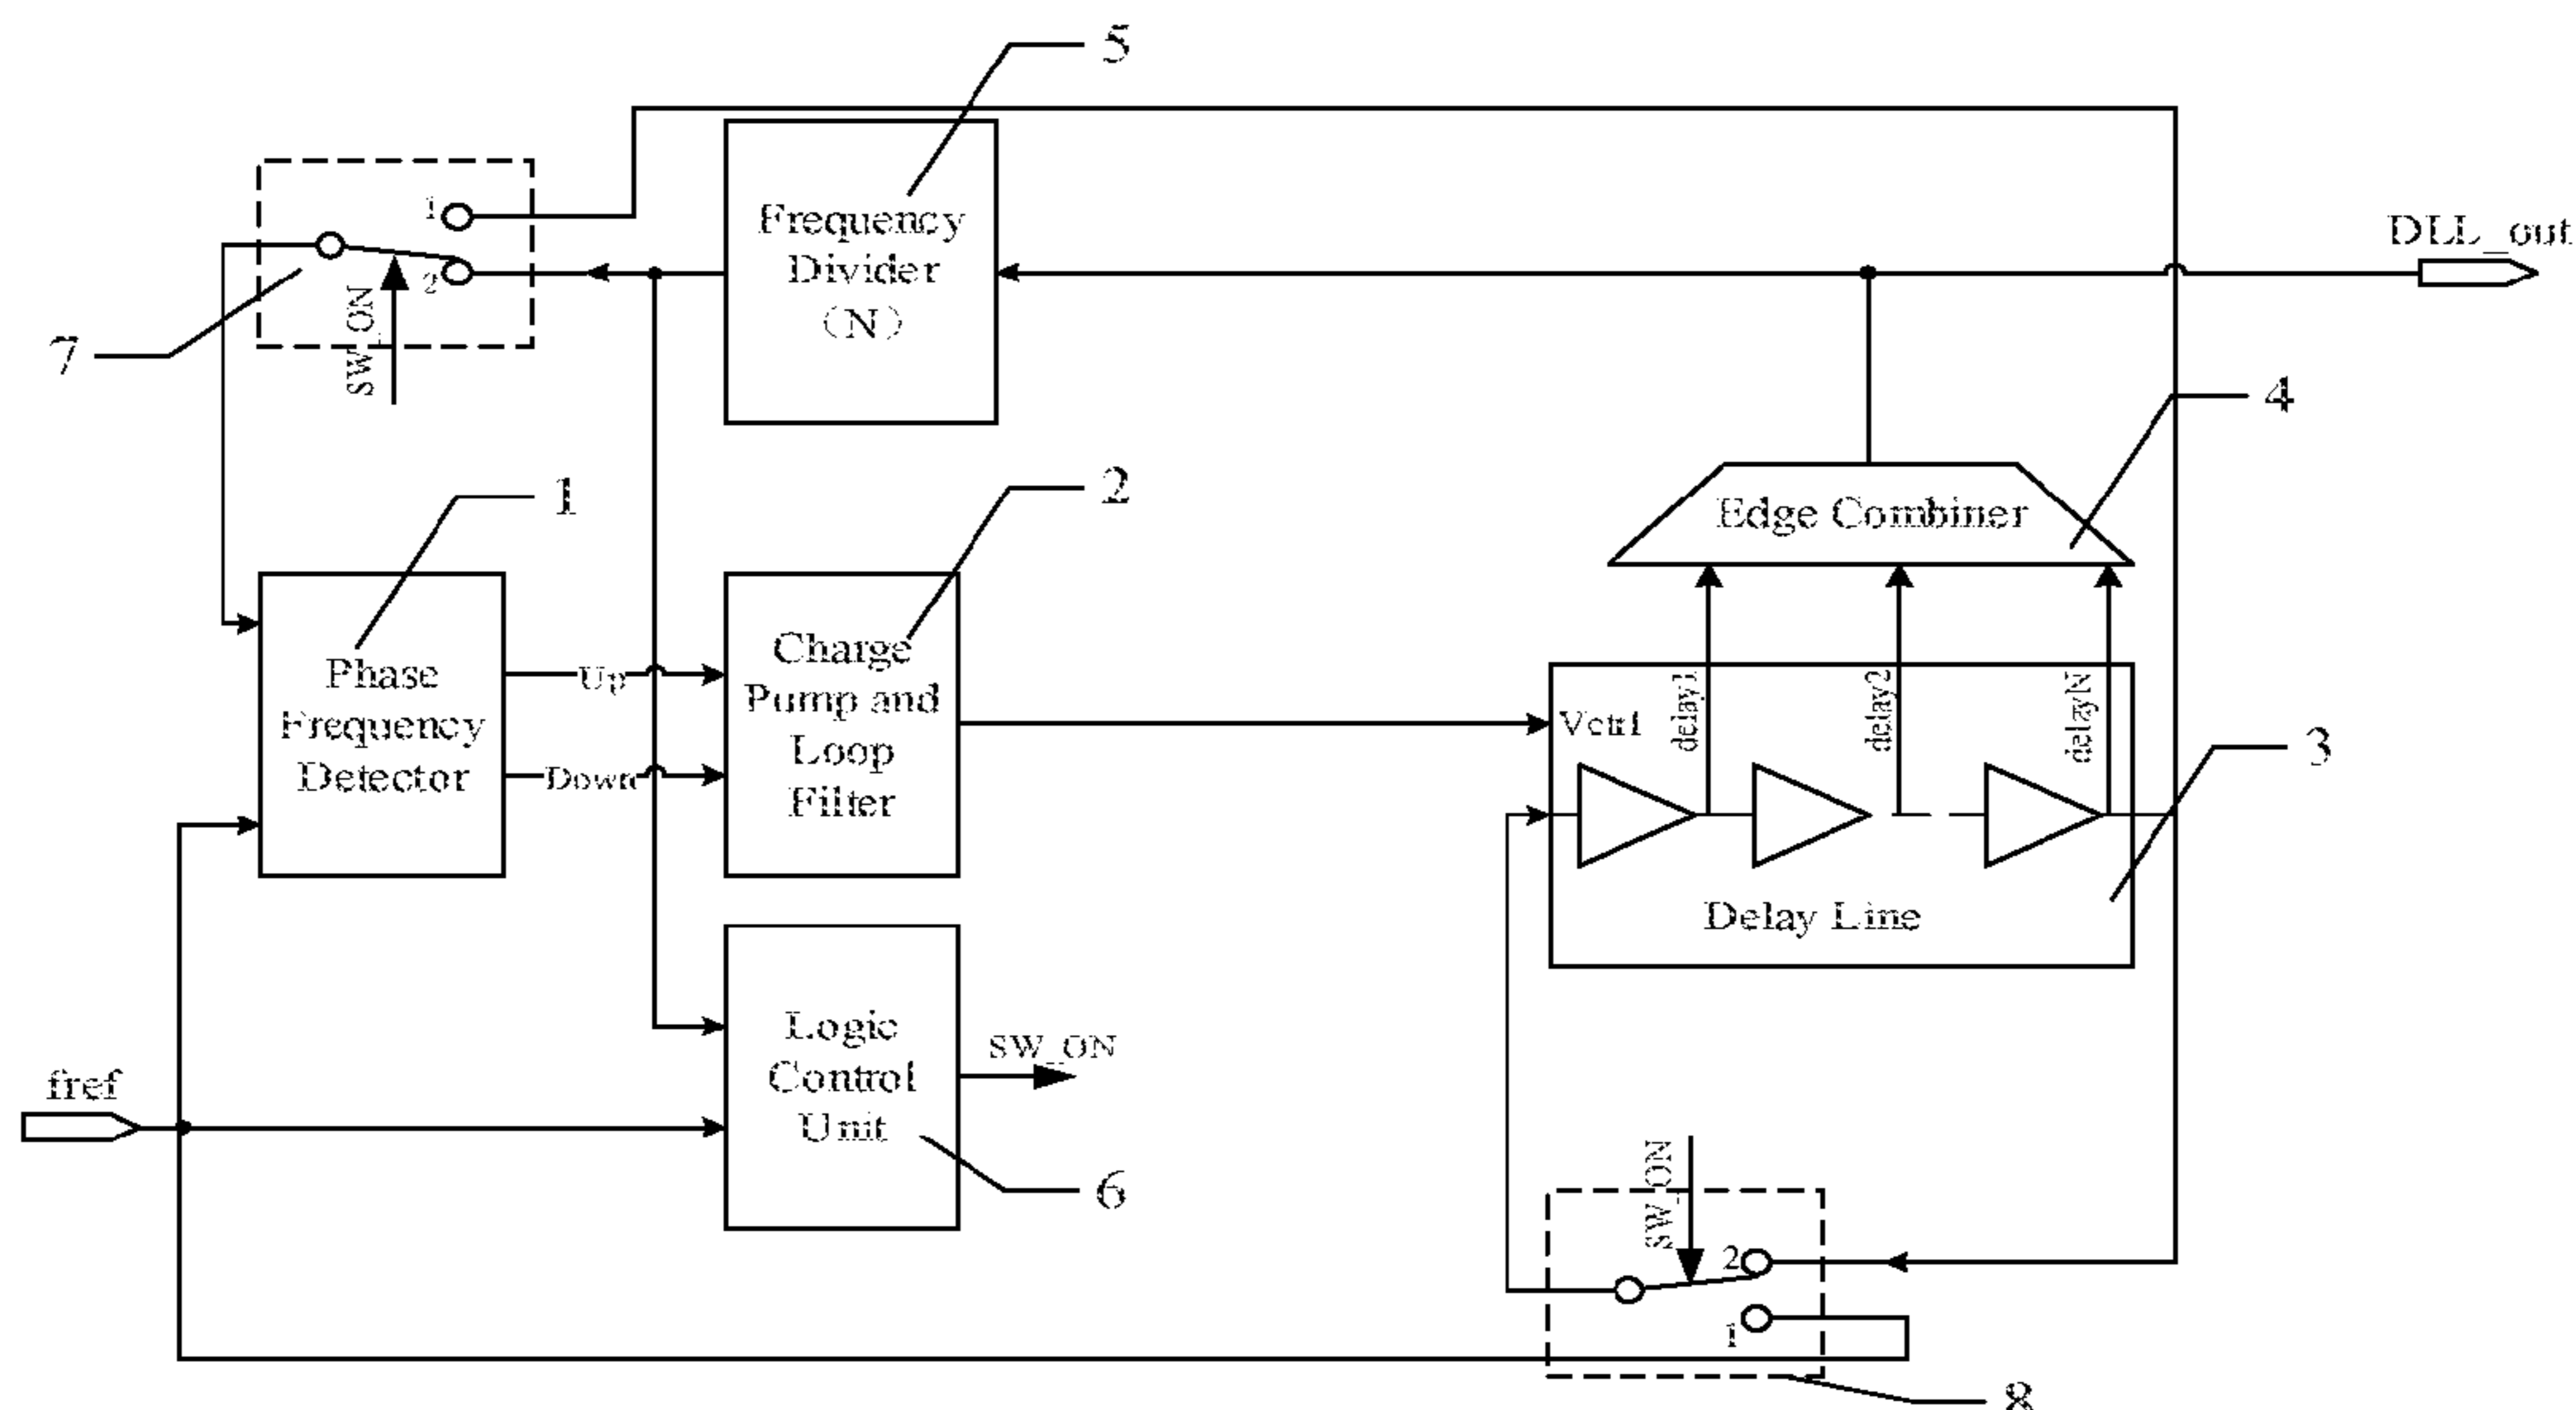 5
Frequency
Divider
(N)
DLL_out
1
2
SW_ON
7
4
Edge Combiner
1
Phase
Frequency
Detector
Up
Down
2
Charge
Pump and
Loop
Filter
Vctrl
delay1
delay2
delayN
3
Delay Line
fref
Logic
Control
Unit
SW_ON
6
SW_ON
2
1
8